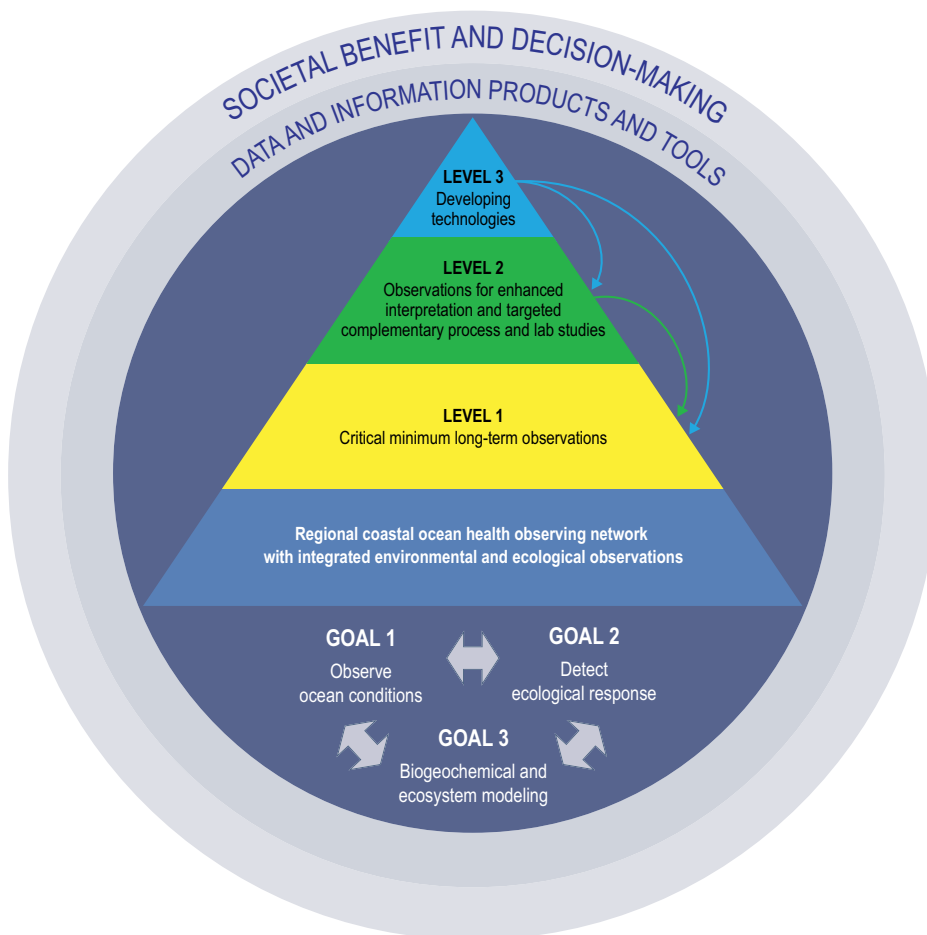 SOCIETAL BENEFIT AND DECISION-MAKING
DATA AND INFORMATION PRODUCTS AND TOOLS
LEVEL 3
Developing
technologies
LEVEL 2
Observations for enhanced
interpretation and targeted
complementary process and lab studies
LEVEL 1
Critical minimum long-term observations
Regional coastal ocean health observing network
with integrated environmental and ecological observations
GOAL 1
Observe
ocean conditions
GOAL 2
Detect
ecological response
GOAL 3
Biogeochemical and
ecosystem modeling